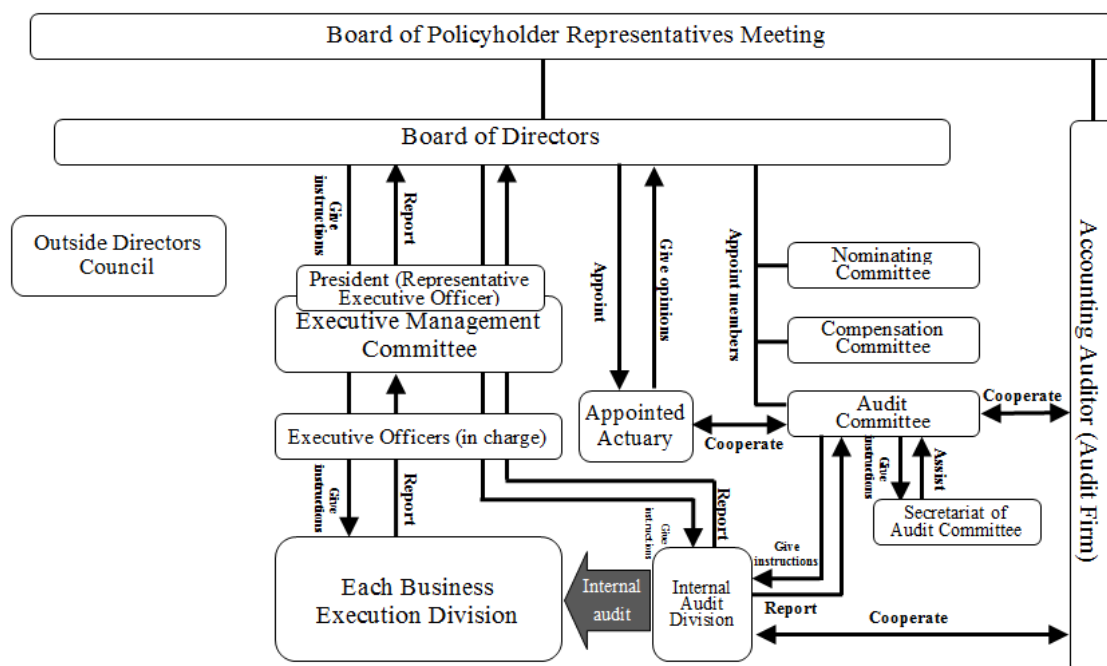 Board of Policyholder Representatives Meeting
Board of Directors
Give
instructions
Report
Outside Directors
Council
President (Representative
Executive Officer)
Executive Management
Committee
Appoint
Give opinions
Appoint members
Nominating
Committee
Compensation
Committee
Audit
Committee
Cooperate
Accounting Auditor (Audit Firm)
Appointed
Actuary
Cooperate
Executive Officers (in charge)
Give
instructions
Report
Give
instructions
Report
Give
instructions
Assist
Secretariat of
Audit Committee
Give
instructions
Report
Each Business
Execution Division
Internal
audit
Internal
Audit
Division
Cooperate